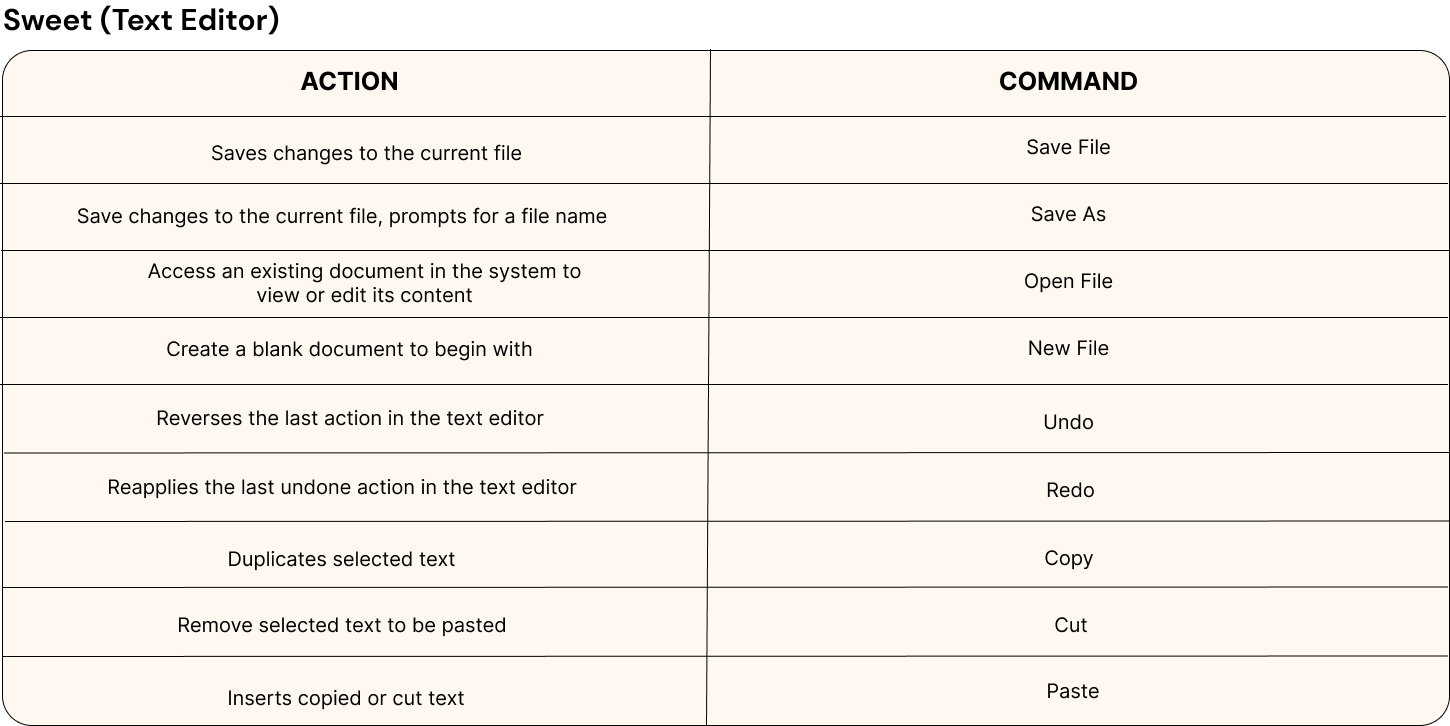 Sweet (Text Editor)
ACTION
COMMAND
Saves changes to the current file
Save File
Save changes to the current file, prompts for a file name
Save As
Access an existing document in the system to
view or edit its content
Open File
Create a blank document to begin with
New File
Reverses the last action in the text editor
Undo
Reapplies the last undone action in the text editor
Redo
Duplicates selected text
Copy
Remove selected text to be pasted
Cut
Inserts copied or cut text
Paste